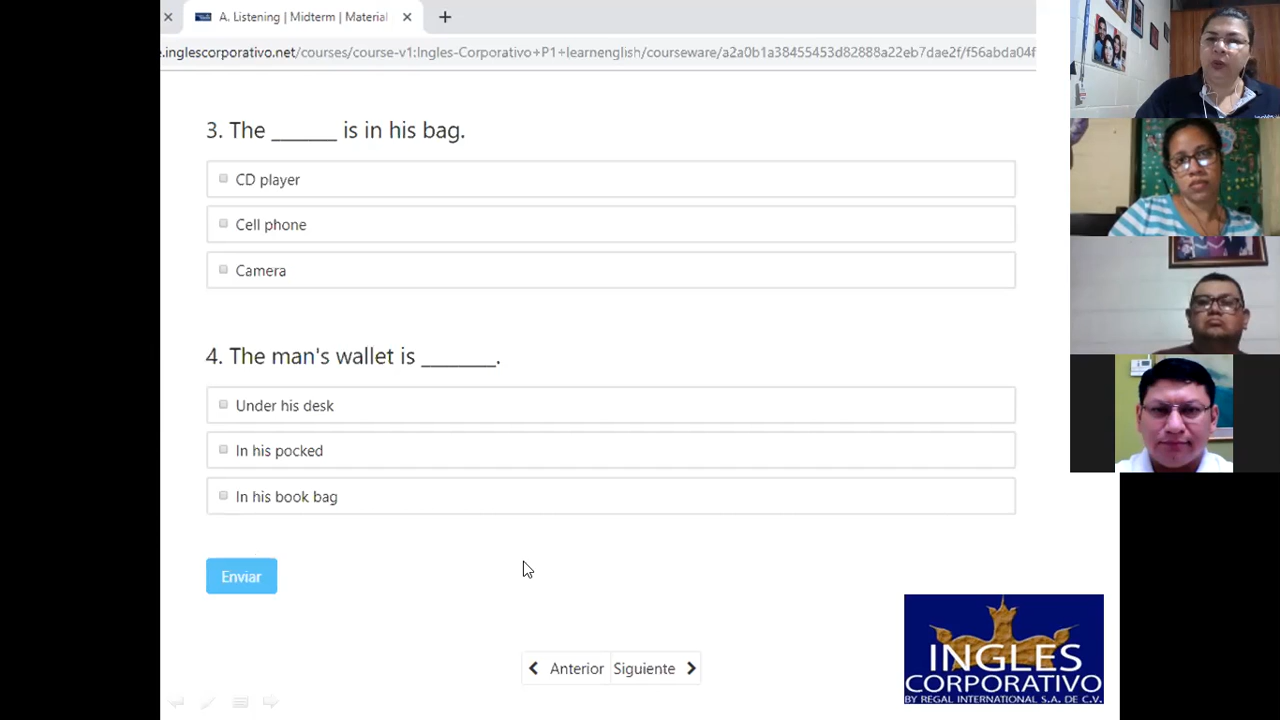 A. Listening | Midterm | Material
.inglescorporativo.net/courses/course-v1:Ingles-Corporativo+P1+learnenglish/courseware/a2a0b1a38455453d82888a22eb7dae2f/f56abda04f
3. The _______ is in his bag.
CD player
Cell phone
Camera
4. The man's wallet is _______.
Under his desk
In his pocked
In his book bag
Enviar
Anterior Siguiente
INGLES
CORPORATIVO
BY REGAL INTERNATIONAL S.A. DE C.V.